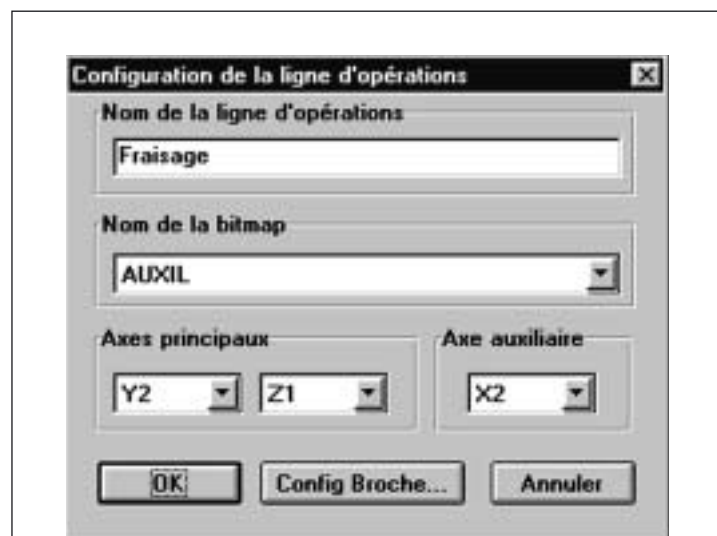 Configuration de la ligne d'opérations
Nom de la ligne d'opérations
Fraisage
Nom de la bitmap
AUXIL
Axes principaux
Axe auxiliaire
Y2
Z1
X2
OK
Config Broche...
Annuler